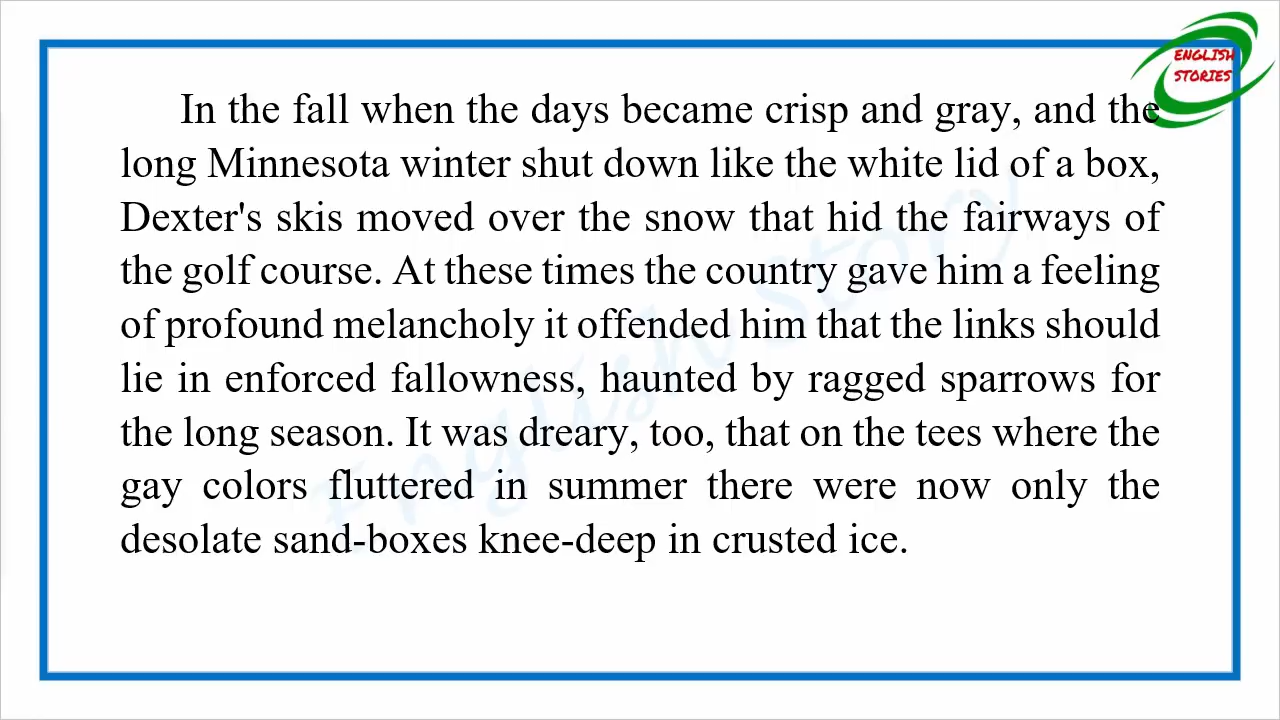 ENGLISH
STORIES
In the fall when the days became crisp and gray, and the
long Minnesota winter shut down like the white lid of a box,
Dexter's skis moved over the snow that hid the fairways of
the golf course. At these times the country gave him a feeling
of profound melancholy it offended him that the links should
lie in enforced fallowness, haunted by ragged sparrows for
the long season. It was dreary, too, that on the tees where the
gay colors fluttered in summer there were now only the
desolate sand-boxes knee-deep in crusted ice.
English Story